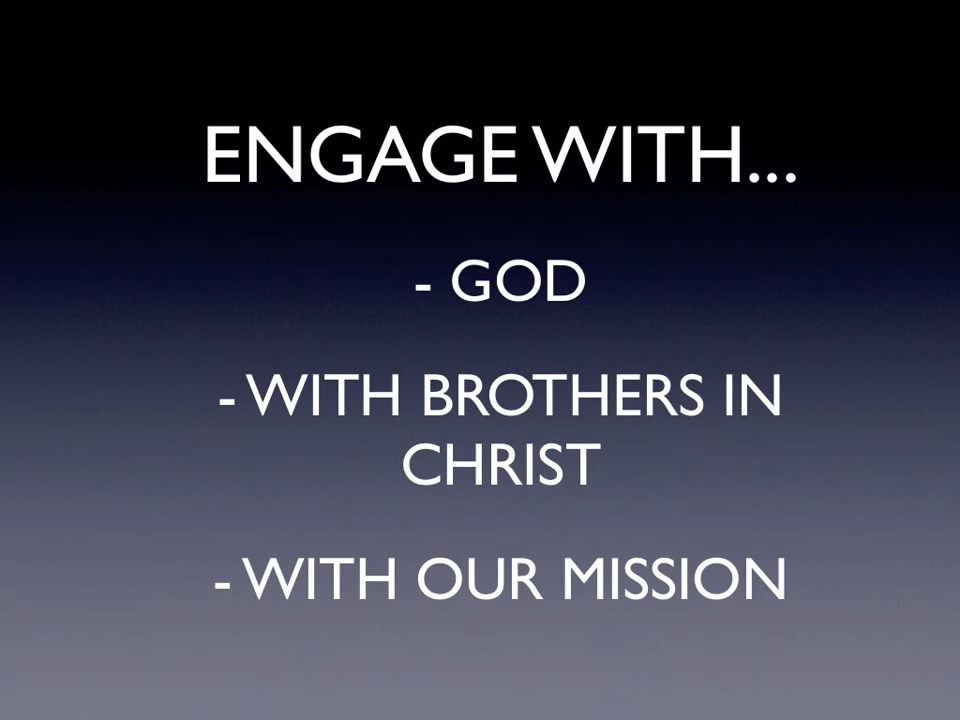 ENGAGE WITH...
- GOD
- WITH BROTHERS IN
CHRIST
- WITH OUR MISSION